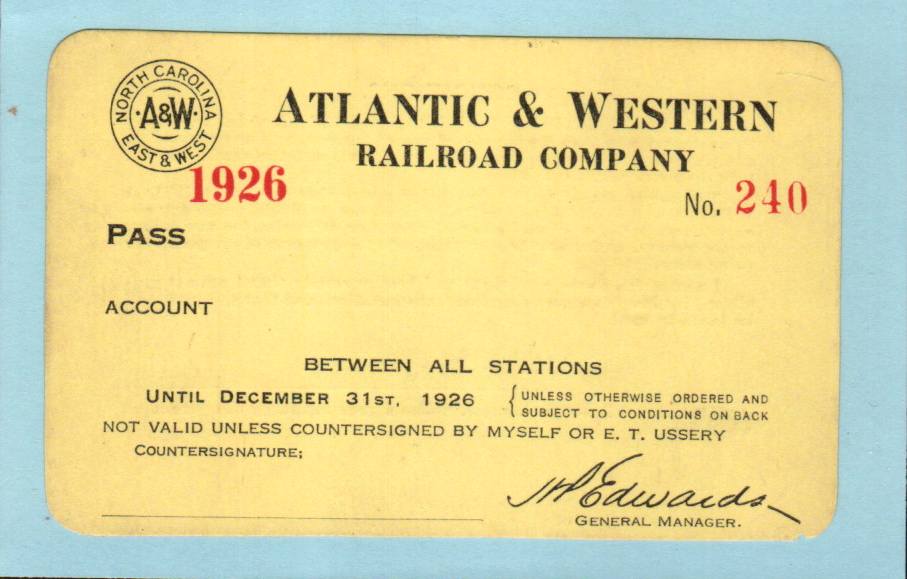 NORTH CAROLINA
A&W
EAST & WEST
ATLANTIC & WESTERN
RAILROAD COMPANY
1926
No. 240
PASS
ACCOUNT
BETWEEN ALL STATIONS
UNTIL DECEMBER 31ST, 1926 { UNLESS OTHERWISE ORDERED AND
SUBJECT TO CONDITIONS ON BACK
NOT VALID UNLESS COUNTERSIGNED BY MYSELF OR E. T. USSERY
COUNTERSIGNATURE;
Edwards
GENERAL MANAGER.